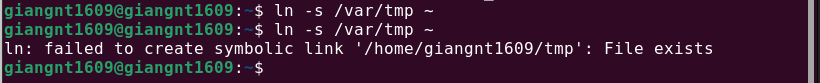 giangnt1609@giangnt1609:~$ ln -s /var/tmp ~
giangnt1609@giangnt1609:~$ ln -s /var/tmp ~
ln: failed to create symbolic link '/home/giangnt1609/tmp': File exists
giangnt1609@giangnt1609:~$